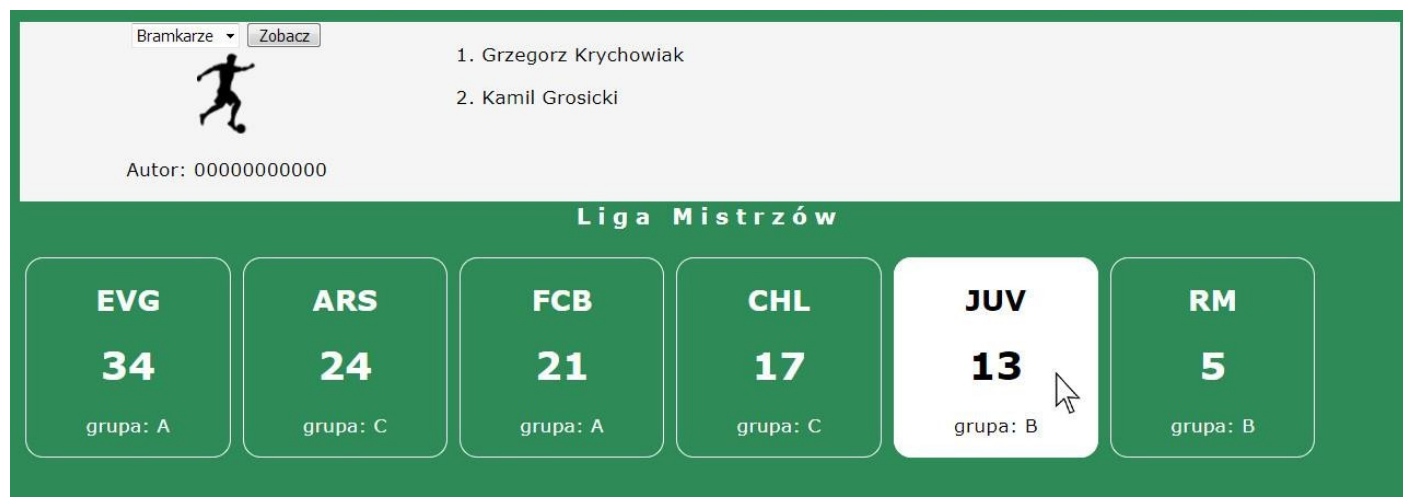 Bramkarze Zobacz
1. Grzegorz Krychowiak
2. Kamil Grosicki
Autor: 00000000000
Liga Mistrzów
EVG
34
grupa: A
ARS
24
grupa: C
FCB
21
grupa: A
CHL
17
grupa: C
JUV
13
grupa: B
RM
5
grupa: B